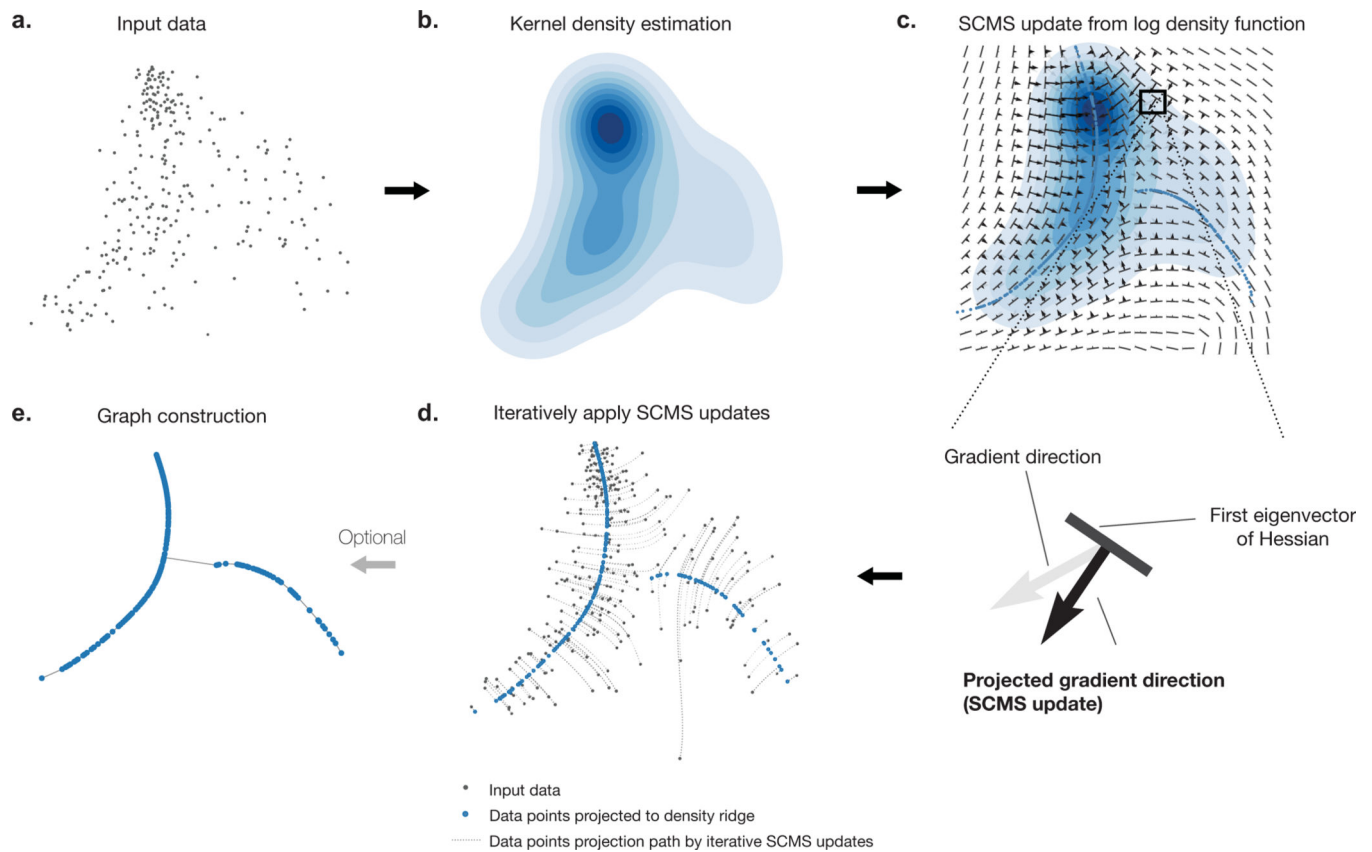 a. Input data
b. Kernel density estimation
c. SCMS update from log density function
e. Graph construction
Optional
d. Iteratively apply SCMS updates
Input data
Data points projected to density ridge
Data points projection path by iterative SCMS updates
Gradient direction
First eigenvector
of Hessian
Projected gradient direction
(SCMS update)